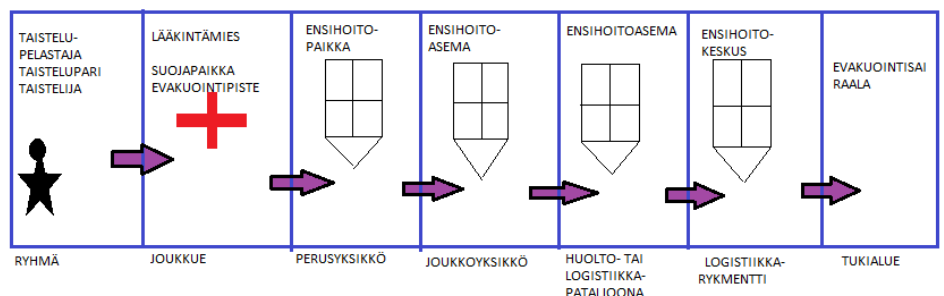 TAISTELU-
PELASTAJA
TAISTELUPARI
TAISTELIJA
LÄÄKINTÄMIES
SUOJAPAIKKA
EVAKUOINTIPISTE
ENSIHOITO-
PAIKKA
ENSIHOITO-
ASEMA
ENSIHOITOASEMA
ENSIHOITO-
KESKUS
EVAKUOINTISAI
RAALA
RYHMÄ
JOUKKUE
PERUSYKSIKKÖ
JOUKKOYKSIKKÖ
HUOLTO- TAI
LOGISTIIKKA-
PATALJOONA
LOGISTIIKKA-
RYKMENTTI
TUKIALUE